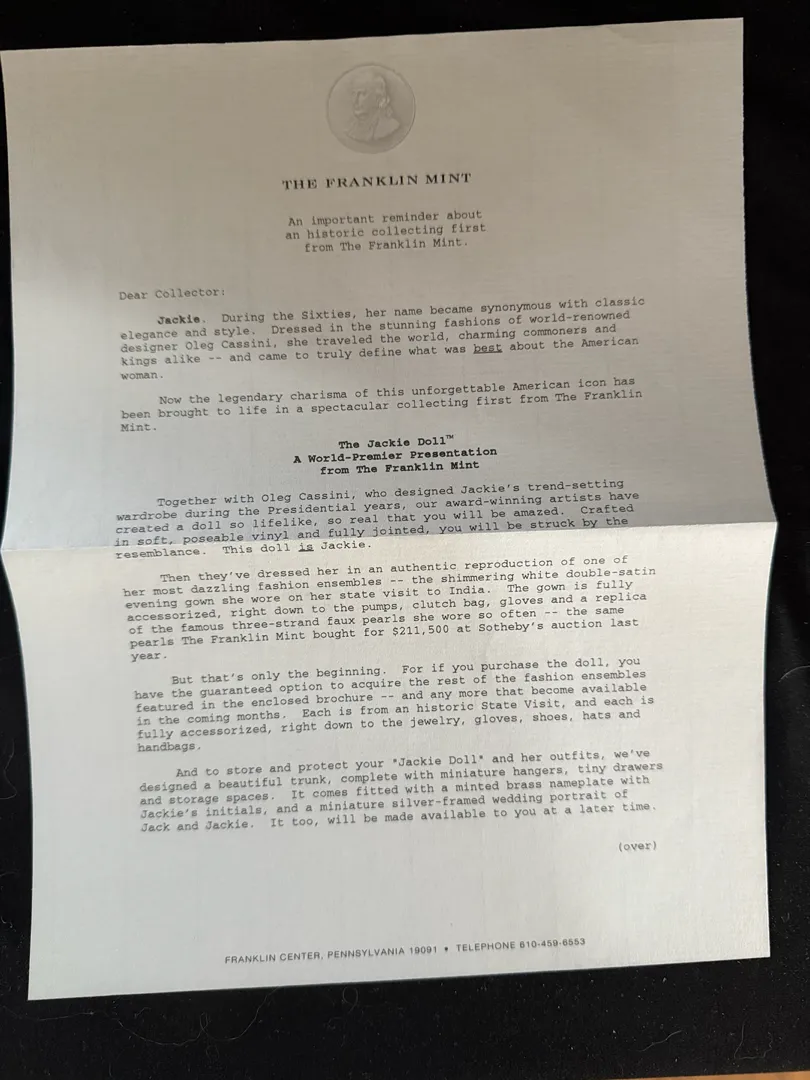 THE FRANKLIN MINT
An important reminder about
an historic collecting first
from The Franklin Mint.
Dear Collector:
Jackie. During the Sixties, her name became synonymous with classic
elegance and style. Dressed in the stunning fashions of world-renowned
designer Oleg Cassini, she traveled the world, charming commoners and
kings alike -- and came to truly define what was best about the American
woman.
Now the legendary charisma of this unforgettable American icon has
been brought to life in a spectacular collecting first from The Franklin
Mint.
The Jackie Doll™
A World-Premier Presentation
from The Franklin Mint
Together with Oleg Cassini, who designed Jackie's trend-setting
wardrobe during the Presidential years, our award-winning artists have
created a doll so lifelike, so real that you will be amazed. Crafted
in soft, poseable vinyl and fully jointed, you will be struck by the
resemblance. This doll is Jackie.
Then they've dressed her in an authentic reproduction of one of
her most dazzling fashion ensembles -- the shimmering white double-satin
evening gown she wore on her state visit to India. The gown is fully
accessorized, right down to the pumps, clutch bag, gloves and a replica
of the famous three-strand faux pearls she wore so often -- the same
pearls The Franklin Mint bought for $211,500 at Sotheby's auction last
year.
But that's only the beginning. For if you purchase the doll, you
have the guaranteed option to acquire the rest of the fashion ensembles
featured in the enclosed brochure -- and any more that become available
in the coming months. Each is from an historic State Visit, and each is
fully accessorized, right down to the jewelry, gloves, shoes, hats and
handbags.
And to store and protect your "Jackie Doll" and her outfits, we've
designed a beautiful trunk, complete with miniature hangers, tiny drawers
and storage spaces. It comes fitted with a minted brass nameplate with
Jackie's initials, and a miniature silver-framed wedding portrait of
Jack and Jackie. It too, will be made available to you at a later time.
(over)
FRANKLIN CENTER, PENNSYLVANIA 19091 • TELEPHONE 610-459-6553